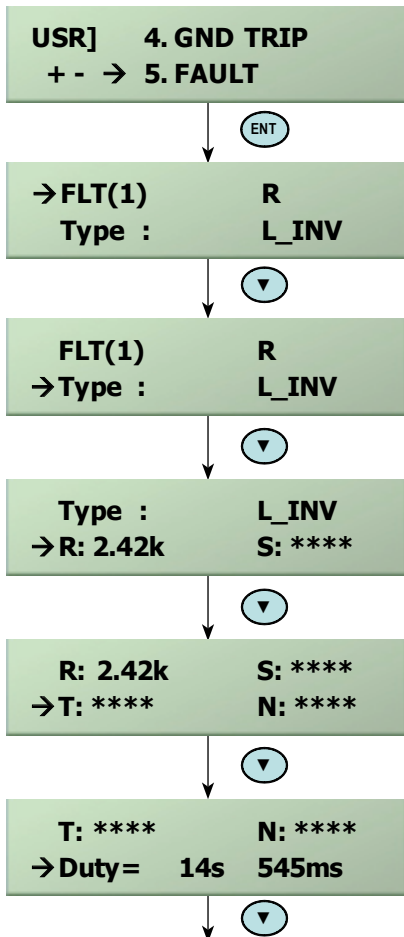 USR] 4. GND TRIP
+ - → 5. FAULT
ENT
→ FLT(1) R
Type : L_INV
▼
FLT(1) R
→ Type : L_INV
▼
Type : L_INV
→ R: 2.42k S: ****
▼
R: 2.42k S: ****
→ T: **** N: ****
▼
T: **** N: ****
→ Duty= 14s 545ms
▼